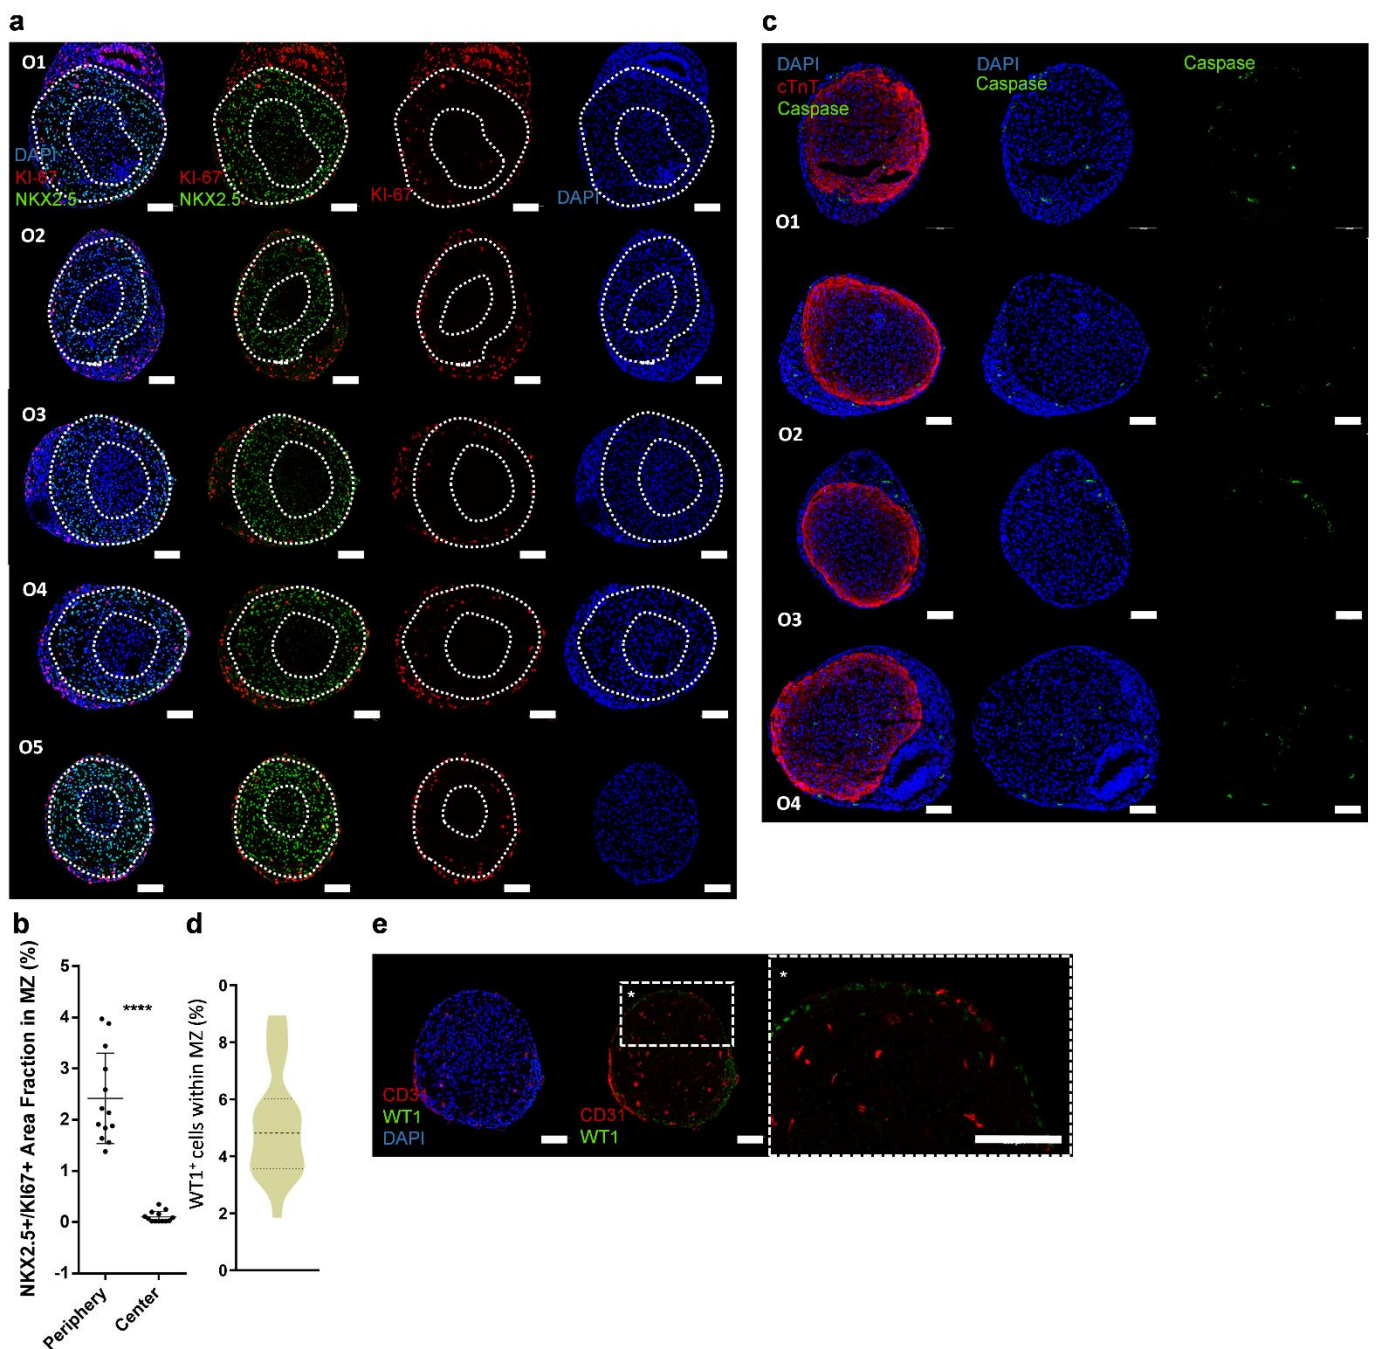 a
O1
DAPI
KI-67
NKX2.5
KI-67
NKX2.5
KI-67
DAPI
O2
O3
O4
O5
c
DAPI
cTnT
Caspase
DAPI
Caspase
Caspase
O1
O2
O3
O4
b
NKX2.5+/KI67+ Area Fraction in MZ (%)
5
4
3
2
1
0
-1
****
Periphery
Center
d
WT1⁺ cells within MZ (%)
0
8
6
4
2
0
e
CD31
WT1
DAPI
*
CD31
WT1
*